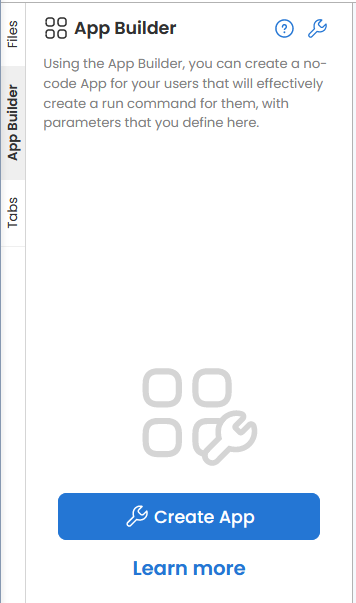 Files
App Builder
Tabs
App Builder
?
Using the App Builder, you can create a no-
code App for your users that will effectively
create a run command for them, with
parameters that you define here.
Create App
Learn more